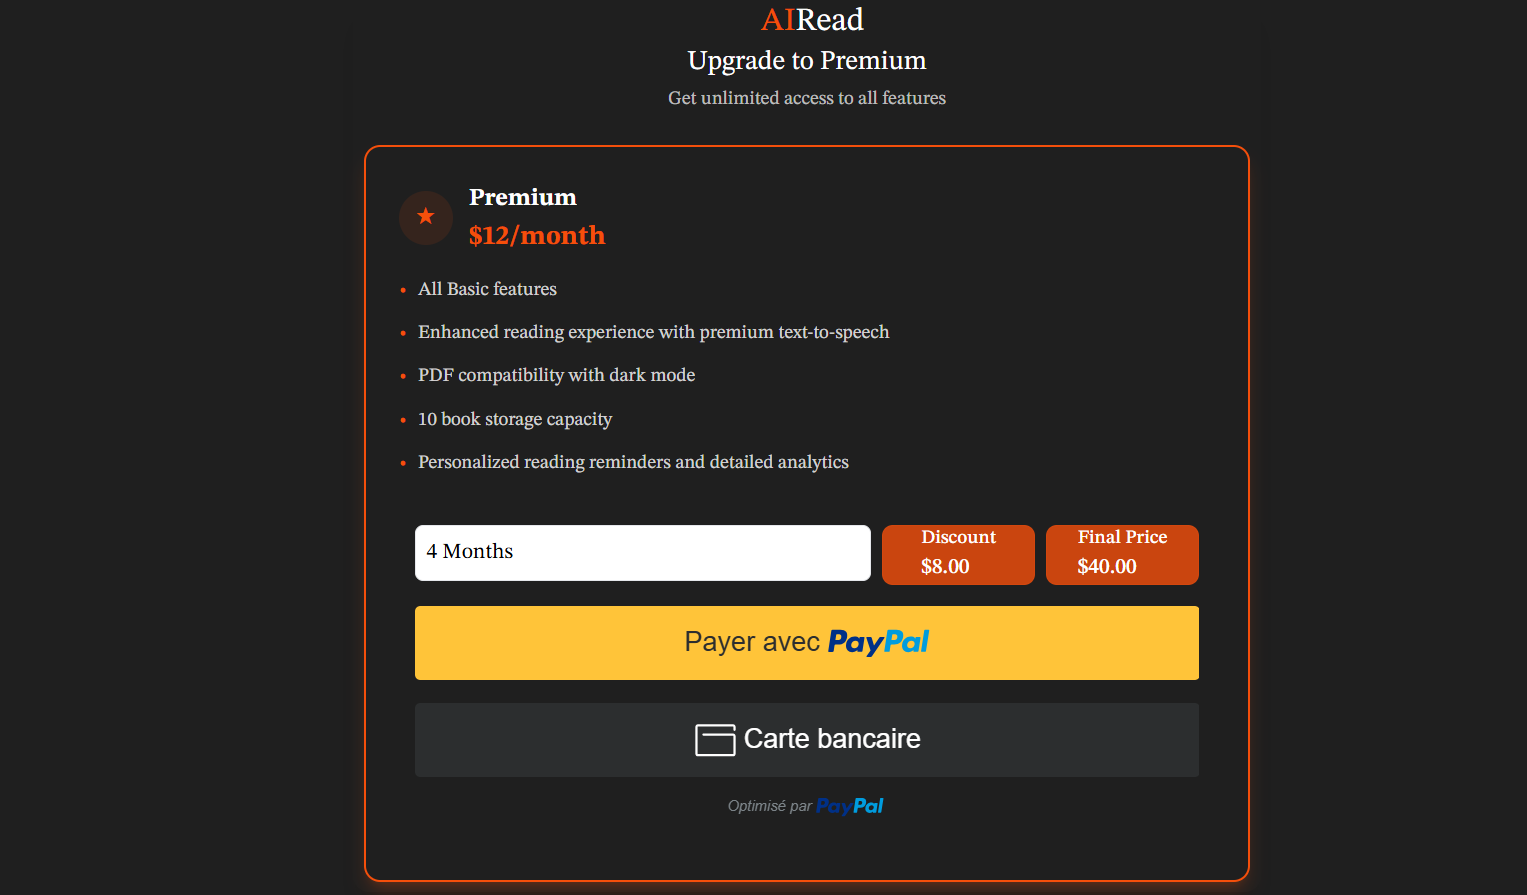 AIRead
Upgrade to Premium
Get unlimited access to all features
Premium
$12/month
• All Basic features
• Enhanced reading experience with premium text-to-speech
• PDF compatibility with dark mode
• 10 book storage capacity
• Personalized reading reminders and detailed analytics
4 Months
Discount
$8.00
Final Price
$40.00
Payer avec PayPal
Carte bancaire
Optimisé par PayPal